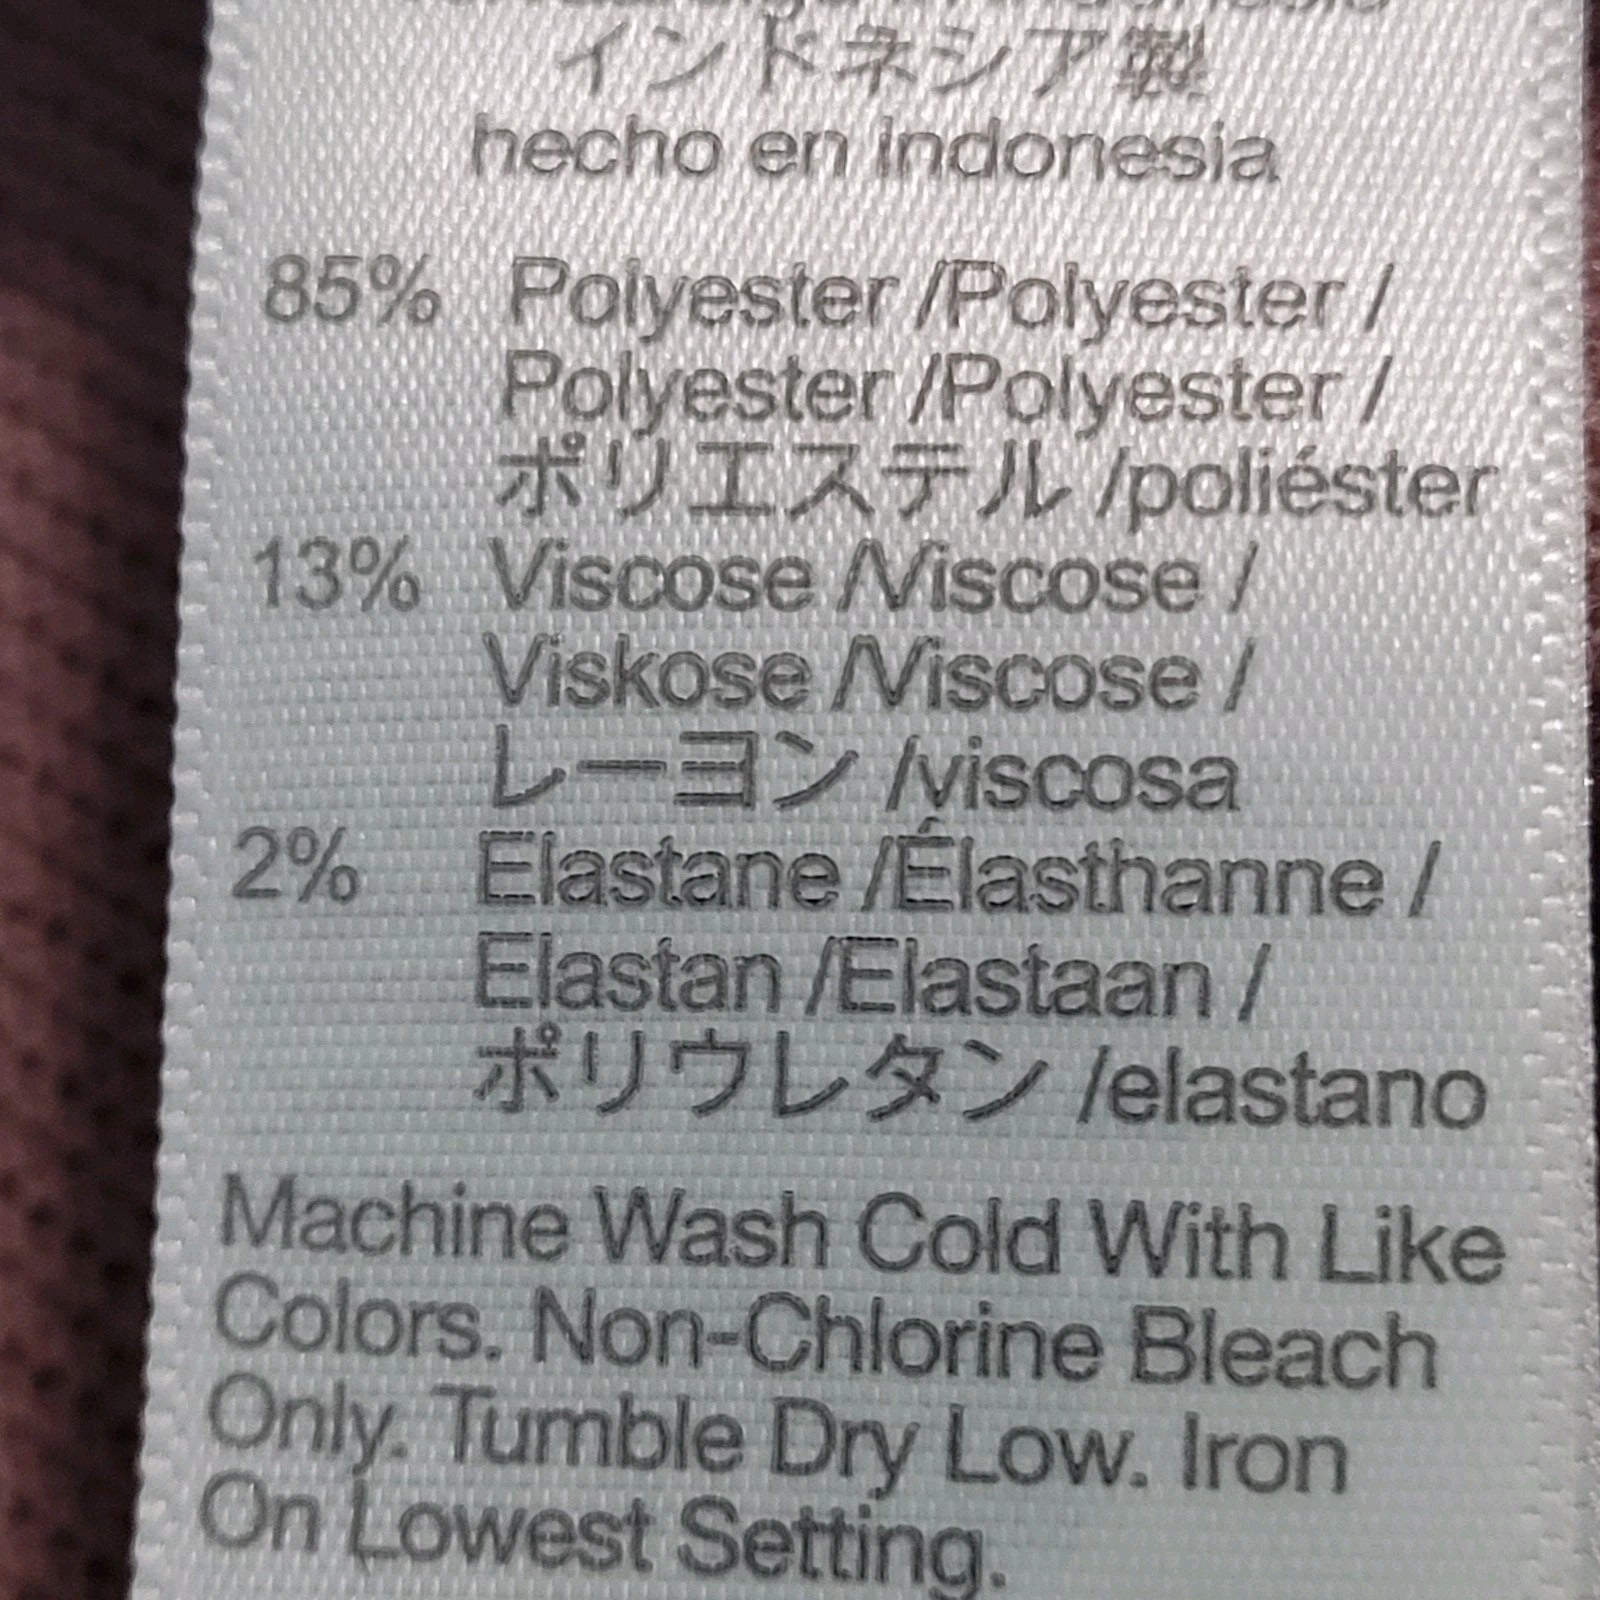 インドネシア製
hecho en indonesia
85% Polyester /Polyester /
Polyester /Polyester /
ポリエステル /poliéster
13% Viscose /Viscose /
Viskose /Viscose /
レーヨン /viscosa
2% Elastane /Élasthanne /
Elastan /Elastaan /
ポリウレタン /elastano
Machine Wash Cold With Like
Colors. Non-Chlorine Bleach
Only. Tumble Dry Low. Iron
On Lowest Setting.